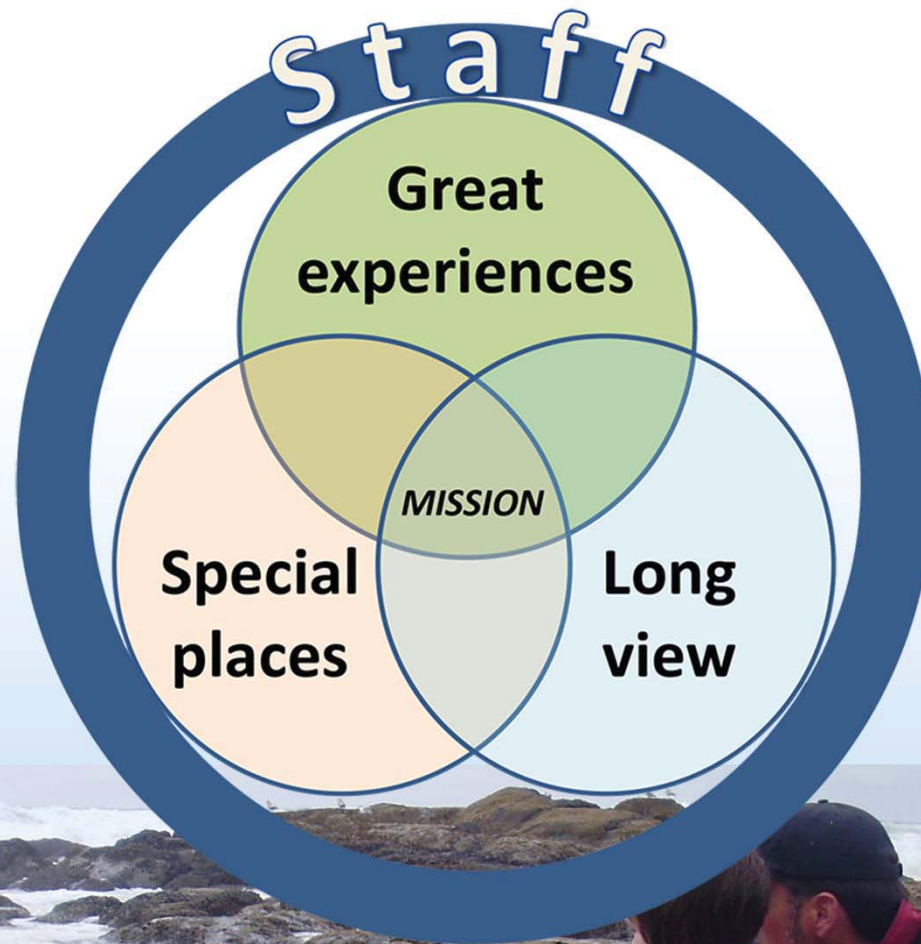 Staff
Great
experiences
MISSION
Special
places
Long
view